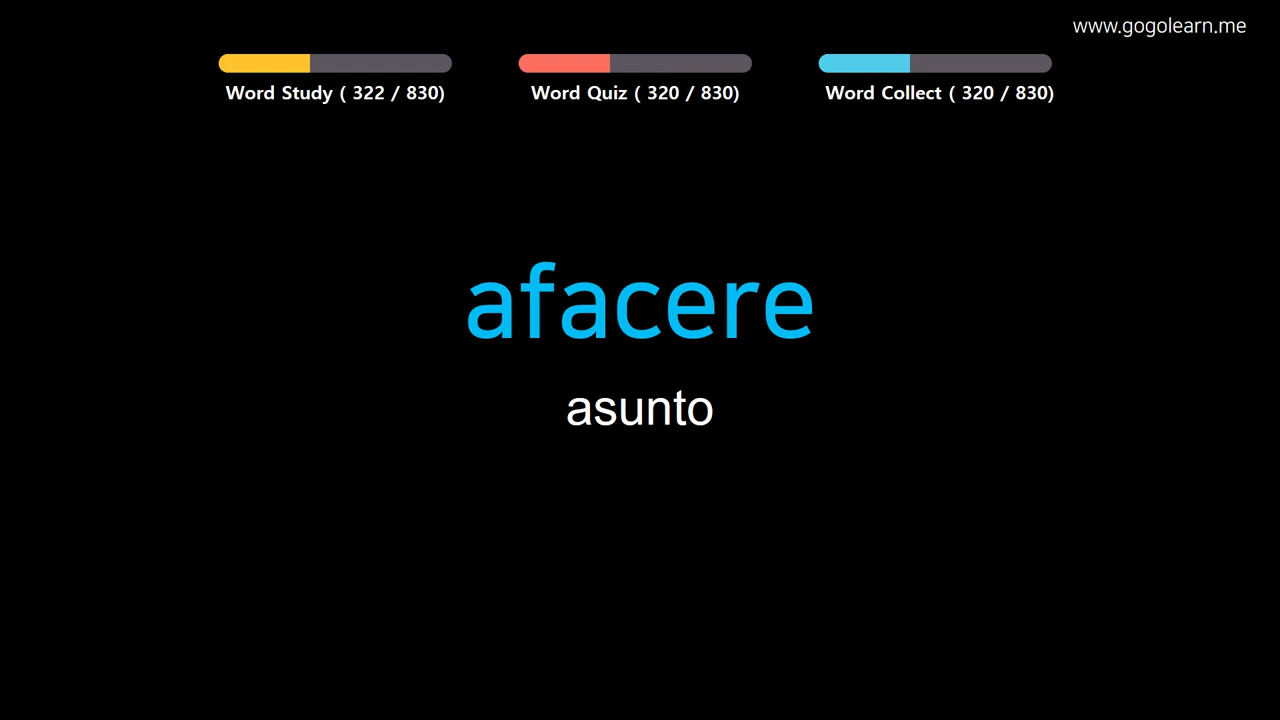 www.gogolearn.me
Word Study ( 322 / 830)
Word Quiz ( 320 / 830)
Word Collect ( 320 / 830)
afacere
asunto